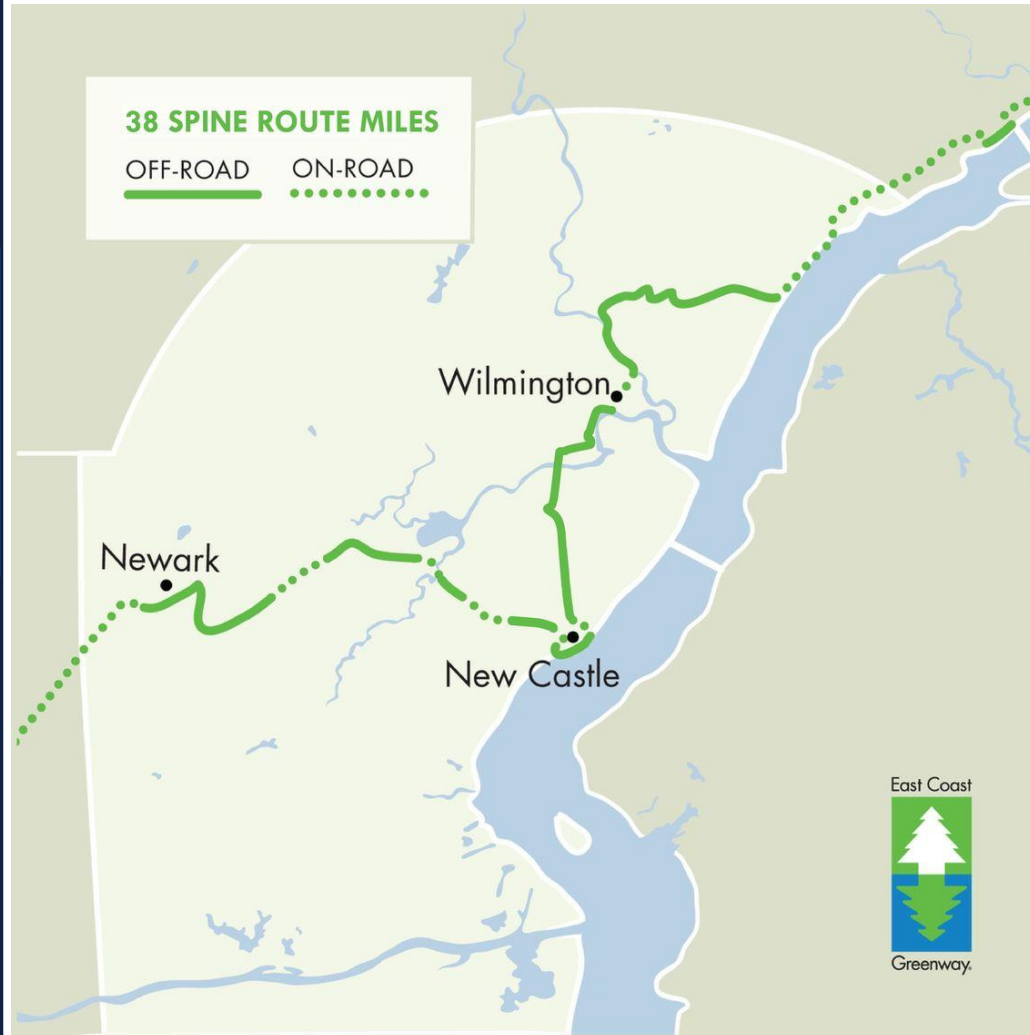 38 SPINE ROUTE MILES
OFF-ROAD ON-ROAD
Wilmington
Newark
New Castle
East Coast
Greenway.